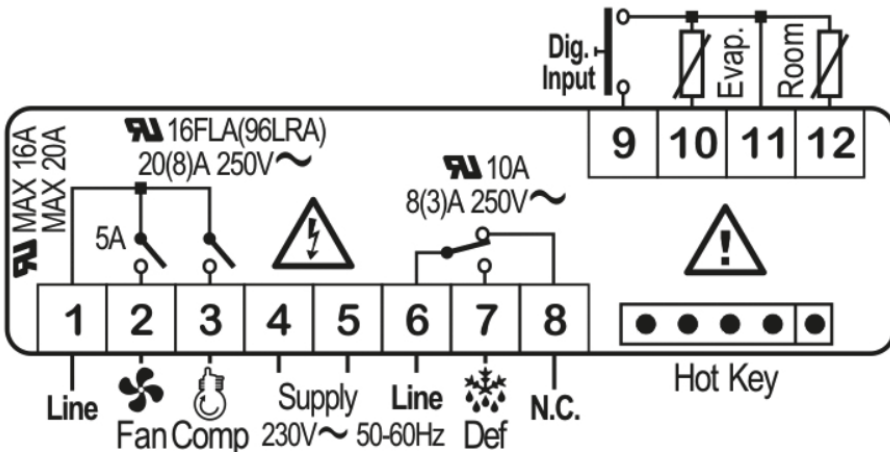 Dig.
Input
Evap.
Room
9 10 11 12
MAX 16A
MAX 20A
16FLA(96LRA)
20(8)A 250V~
5A
10A
8(3)A 250V~
1 2 3 4 5 6 7 8
Line
Fan
Comp
Supply
230V~ 50-60Hz
Line
Def
N.C.
Hot Key